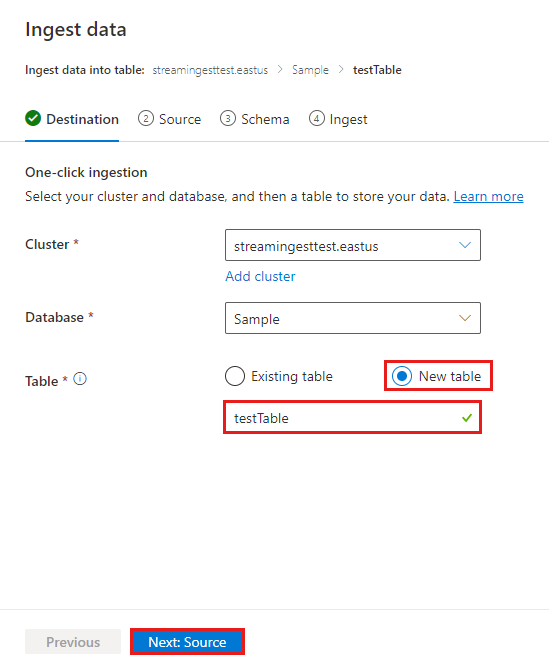 Ingest data
Ingest data into table: streamingesttest.eastus > Sample > testTable
Destination 2 Source 3 Schema 4 Ingest
One-click ingestion
Select your cluster and database, and then a table to store your data. Learn more
Cluster * streamingesttest.eastus
Add cluster
Database * Sample
Table * Existing table New table
testTable
Previous Next: Source